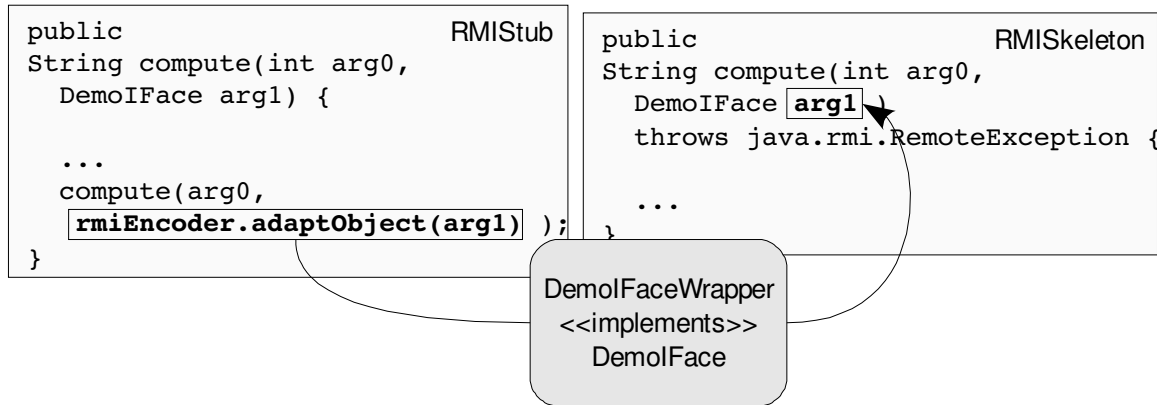 public RMIStub
String compute(int arg0,
DemoIFace arg1) {
...
compute(arg0,
rmiEncoder.adaptObject(arg1) );
}
public RMISkeleton
String compute(int arg0,
DemoIFace arg1 )
throws java.rmi.RemoteException {
...
}
DemoIFaceWrapper
<<implements>>
DemoIFace